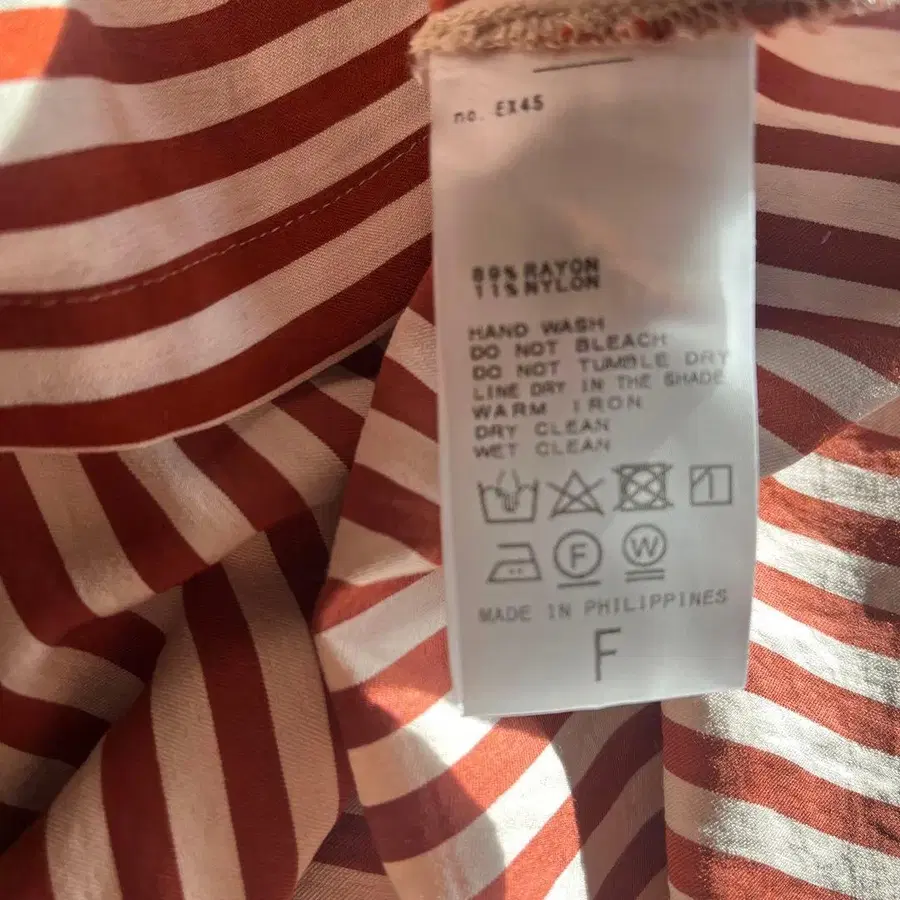 no. EX45
89% RAYON
11% NYLON
HAND WASH
DO NOT BLEACH
DO NOT TUMBLE DRY
LINE DRY IN THE SHADE
WARM IRON
DRY CLEAN
WET CLEAN
F W
MADE IN PHILIPPINES
F